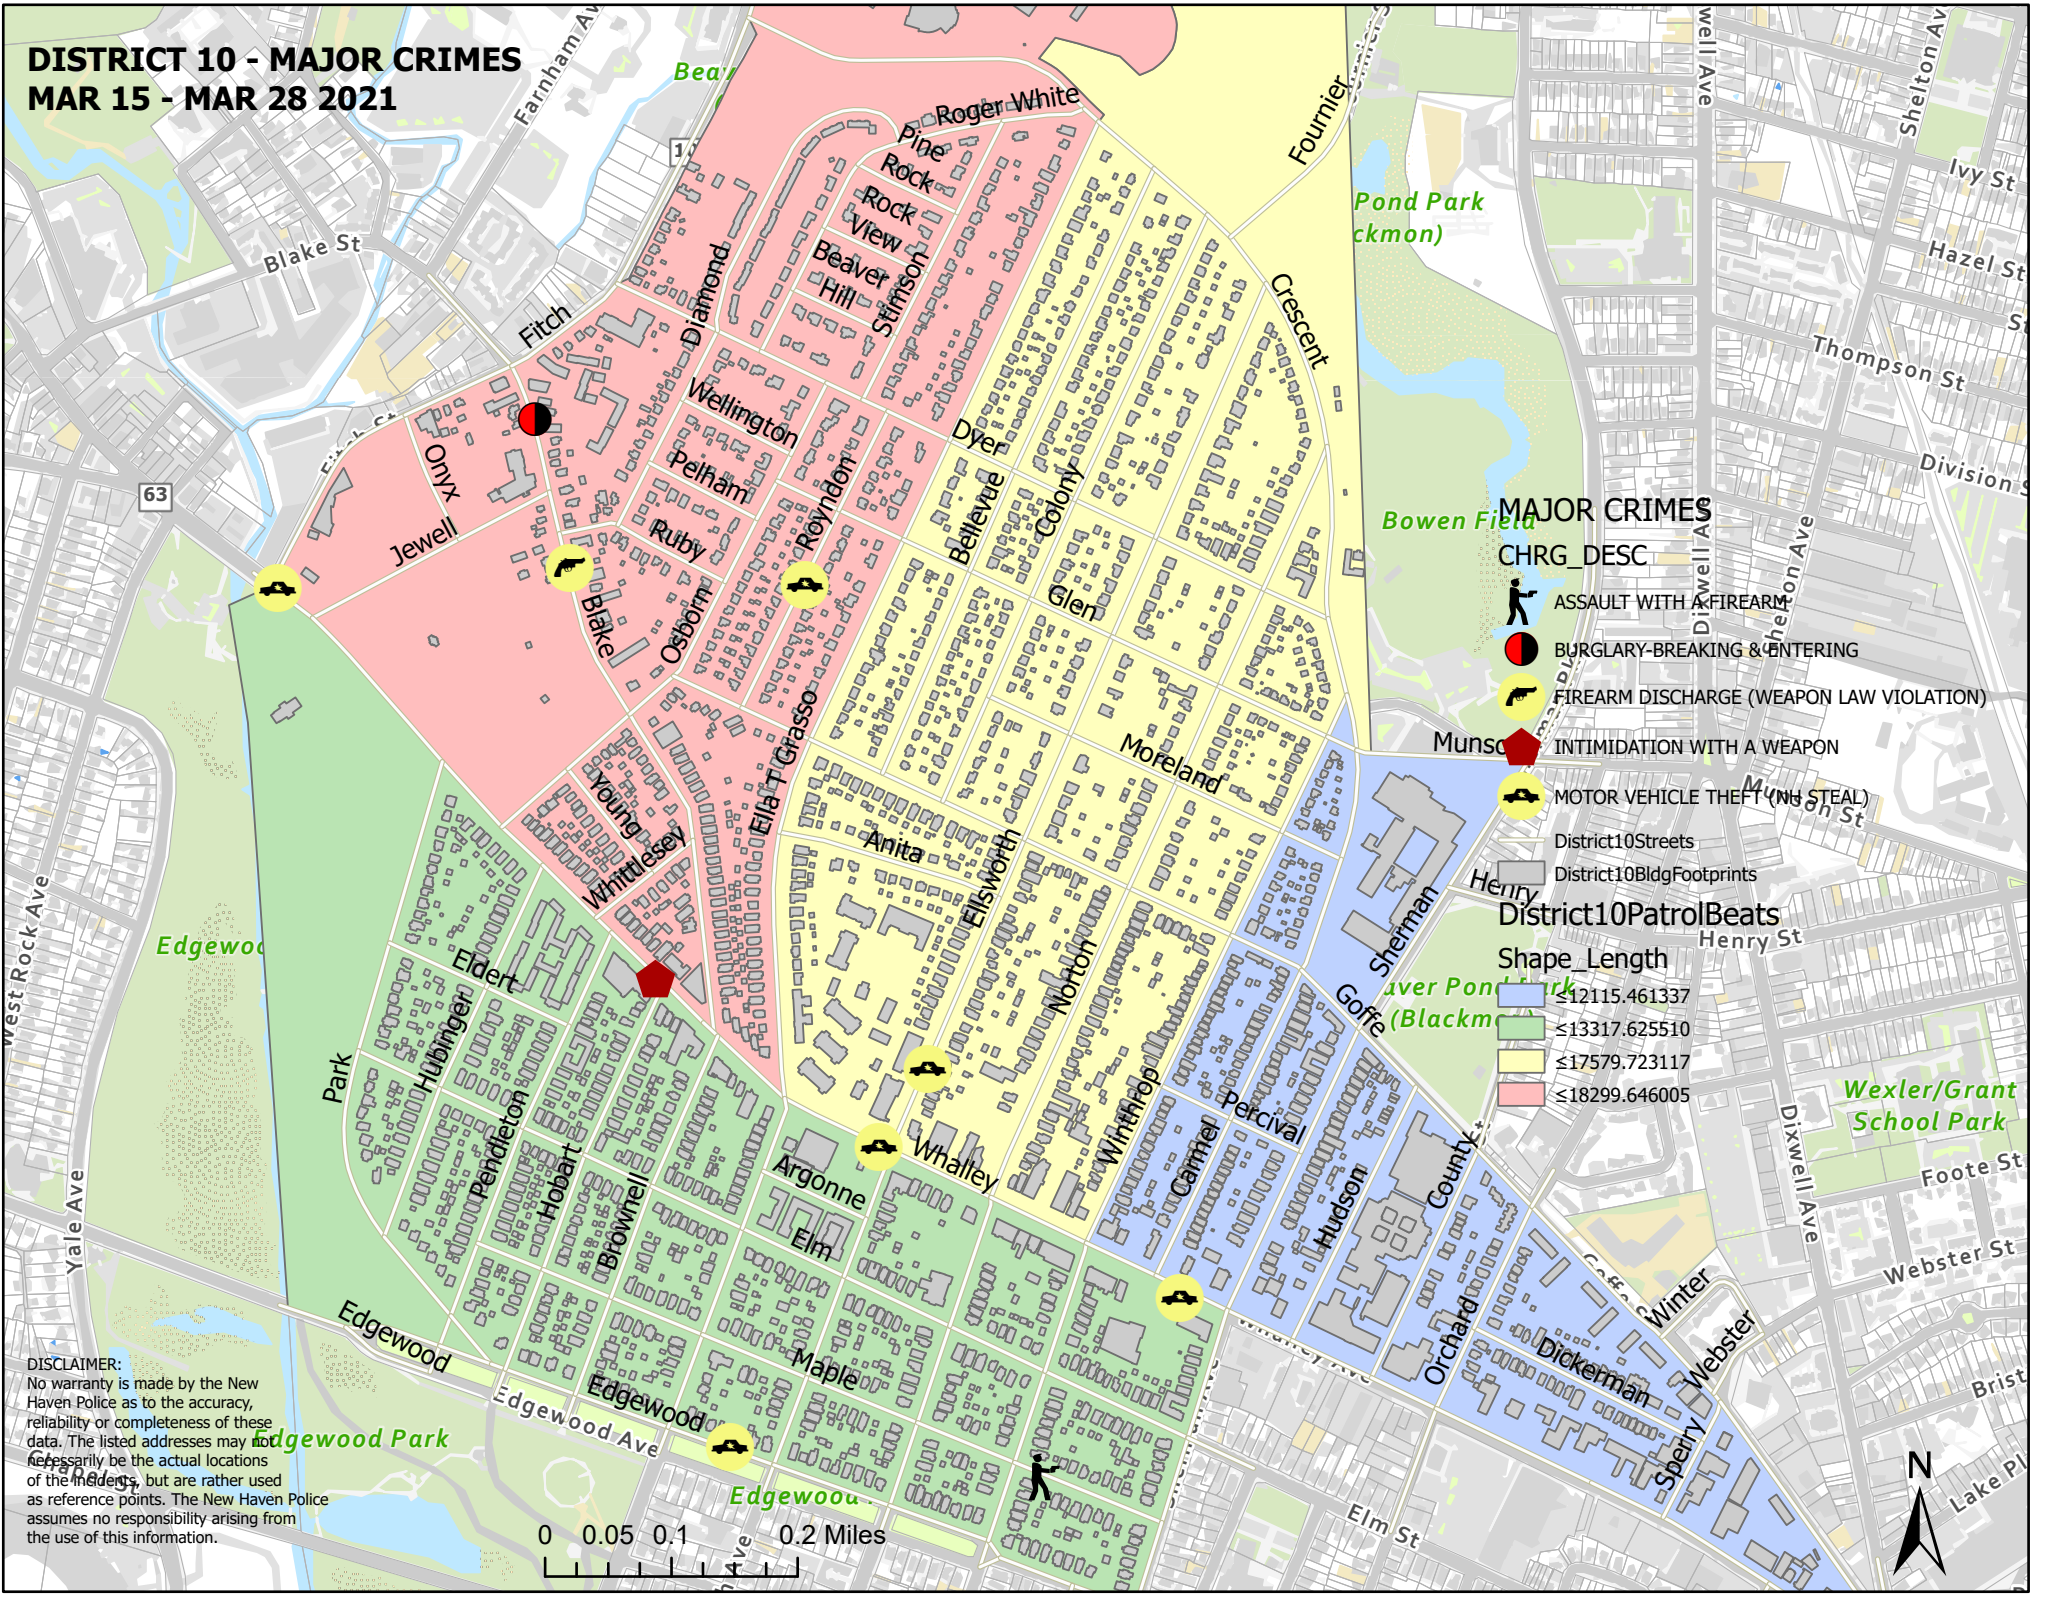 DISTRICT 10 - MAJOR CRIMES
MAR 15 - MAR 28 2021
Farnham Av
Roger White
Pine
Rock
Rock
View
Beaver
Hill
Stimson
Diamond
Fournier
Crescent
Blake St
Fitch
63
Onyx
Jewell
Wellington
Pelham
Ruby
Royndon
Osborn
Blake
Dyer
Bellevue
Colony
Glen
Moreland
Ella T Grasso
Young
Whittlesey
Anita
Ellsworth
Norton
Winthrop
Eldert
Hubinger
Park
Pendleton
Hobart
Brownell
Argonne
Elm
Whalley
Maple
Edgewood
Edgewood
Edgewood Ave
Edgewood Park
Percival
Carmel
Hudson
County
Orchard
Dickerman
Sperry
Webster
Winter
Goffe
Sherman
Henry
Pond Park
ckmon)
Bowen Field
Dixwell Ave
Shelton Ave
Ivy St
Hazel St
Thompson St
Division
Munson St
Henry St
Wexler/Grant
School Park
Foote St
Dixwell Ave
Webster St
Elm St
West Rock Ave
Yale Ave
Chapel St
MAJOR CRIMES
CHRG_DESC
ASSAULT WITH A FIREARM
BURGLARY-BREAKING & ENTERING
FIREARM DISCHARGE (WEAPON LAW VIOLATION)
INTIMIDATION WITH A WEAPON
MOTOR VEHICLE THEFT (NH STEAL)
District10Streets
District10BldgFootprints
District10PatrolBeats
Shape_Length
≤12115.461337
≤13317.625510
≤17579.723117
≤18299.646005
DISCLAIMER:
No warranty is made by the New
Haven Police as to the accuracy,
reliability or completeness of these
data. The listed addresses may not
necessarily be the actual locations
of the incidents, but are rather used
as reference points. The New Haven Police
assumes no responsibility arising from
the use of this information.
0 0.05 0.1 0.2 Miles
N